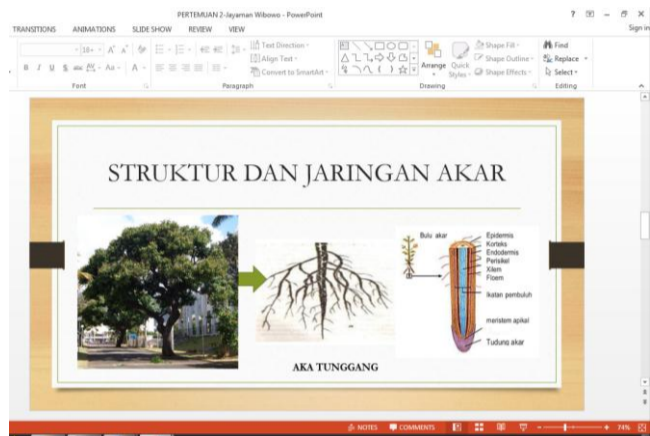 PERTEMUAN 2-Jayaman Wibowo - PowerPoint
TRANSITIONS ANIMATIONS SLIDE SHOW REVIEW VIEW Sign in
Text Direction
Align Text
Convert to SmartArt
Arrange
Quick Styles
Shape Fill
Shape Outline
Shape Effects
Find
Replace
Select
Font Paragraph Drawing Editing
STRUKTUR DAN JARINGAN AKAR
Bulu akar
Epidermis
Korteks
Endodermis
Perisikel
Xilem
Floem
Ikatan pembuluh
meristem apikal
Tudung akar
AKA TUNGGANG
NOTES COMMENTS 74%